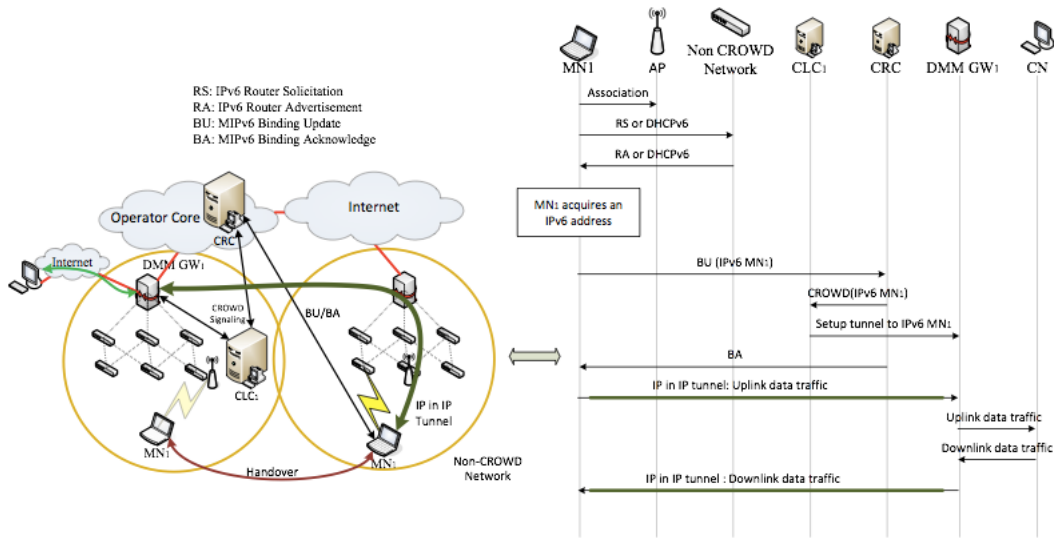 RS: IPv6 Router Solicitation
RA: IPv6 Router Advertisement
BU: MIPv6 Binding Update
BA: MIPv6 Binding Acknowledge
Operator Core
CRC
Internet
Internet
DMM GW1
CROWD
Signaling
BU/BA
CLC1
IP in IP
Tunnel
MN1
MN1
Handover
Non-CROWD
Network
MN1
AP
Non CROWD
Network
CLC1
CRC
DMM GW1
CN
Association
RS or DHCPv6
RA or DHCPv6
MN1 acquires an
IPv6 address
BU (IPv6 MN1)
CROWD(IPv6 MN1)
Setup tunnel to IPv6 MN1
BA
IP in IP tunnel: Uplink data traffic
Uplink data traffic
Downlink data traffic
IP in IP tunnel : Downlink data traffic